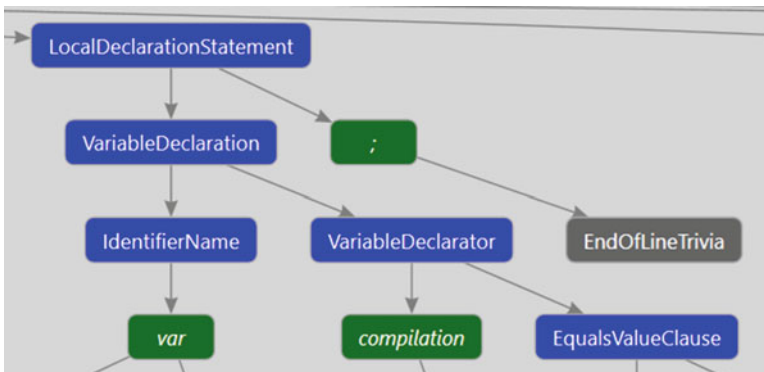 LocalDeclarationStatement
VariableDeclaration
;
IdentifierName
VariableDeclarator
EndOfLineTrivia
var
compilation
EqualsValueClause